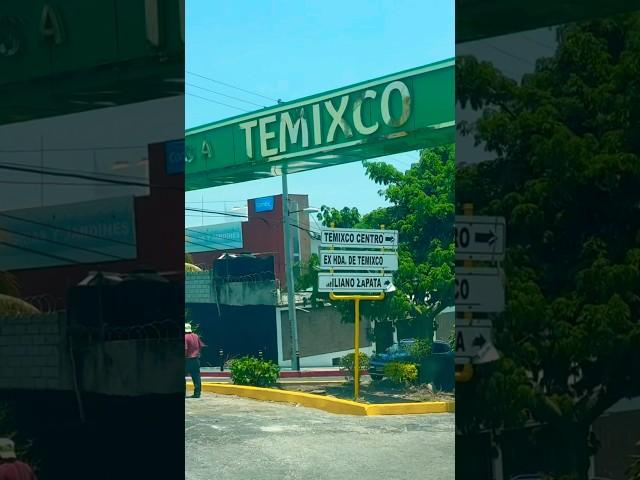 A TEMIXCO
TEMIXCO CENTRO
EX HDA. DE TEMIXCO
ILIANO ZAPATA